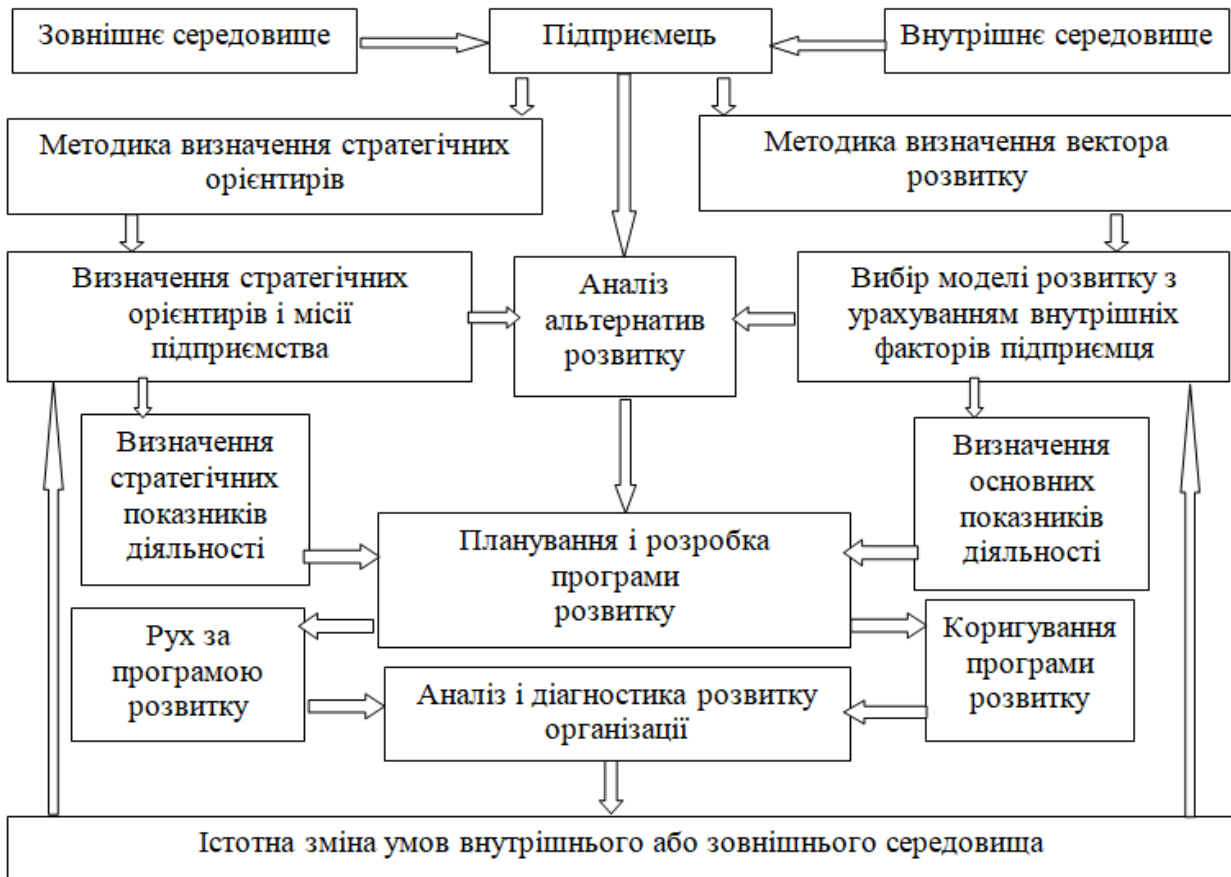 Зовнішнє середовище
Підприємець
Внутрішнє середовище
Методика визначення стратегічних
орієнтирів
Методика визначення вектора
розвитку
Визначення стратегічних
орієнтирів і місії
підприємства
Аналіз
альтернатив
розвитку
Вибір моделі розвитку з
урахуванням внутрішніх
факторів підприємця
Визначення
стратегічних
показників
діяльності
Визначення
основних
показників
діяльності
Планування і розробка
програми
розвитку
Рух за
програмою
розвитку
Коригування
програми
розвитку
Аналіз і діагностика розвитку
організації
Істотна зміна умов внутрішнього або зовнішнього середовища